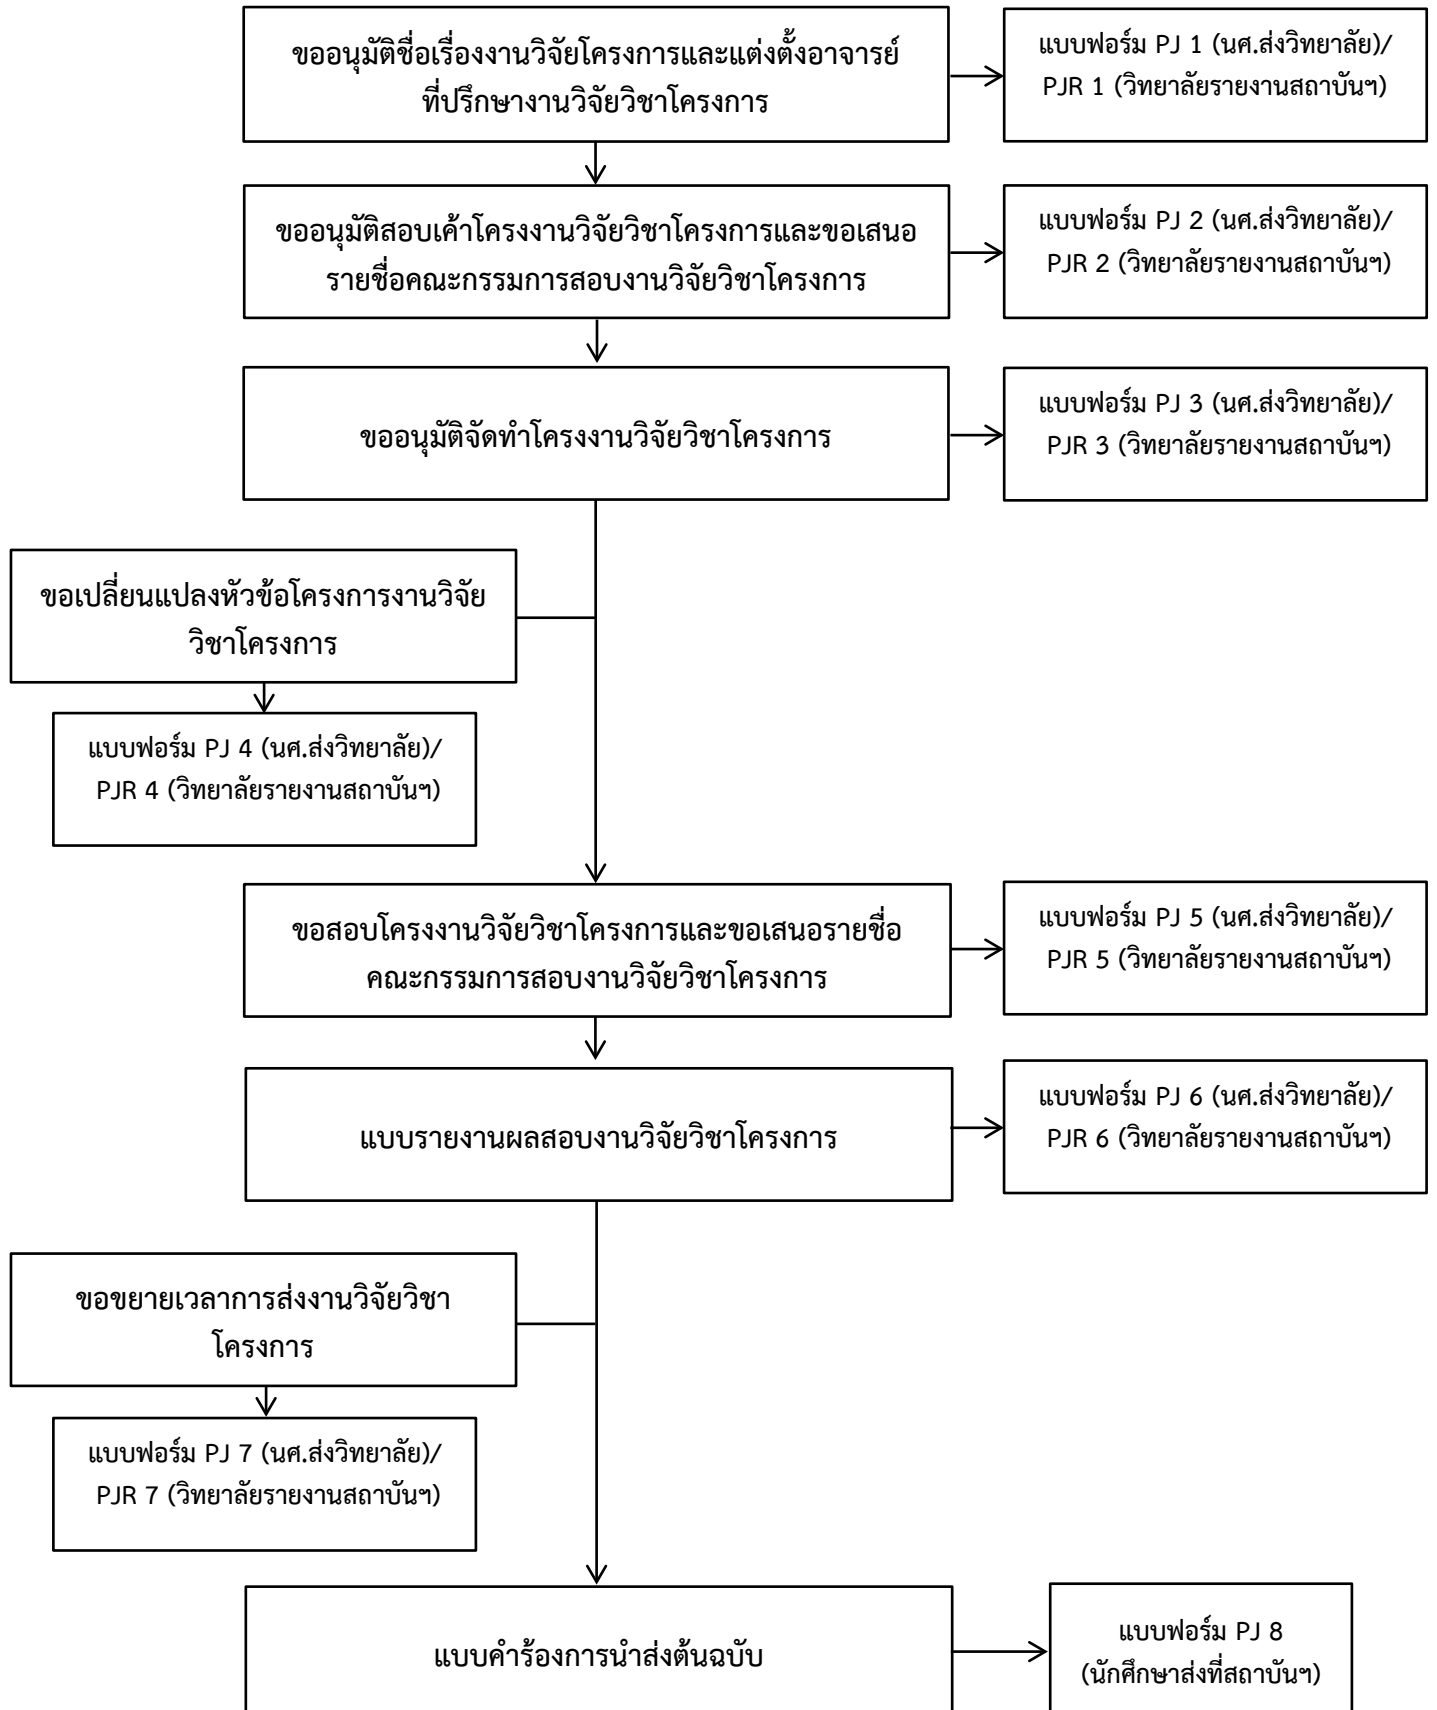 ขออนุมัติชื่อเรื่องงานวิจัยโครงการและแต่งตั้งอาจารย์
ที่ปรึกษางานวิจัยวิชาโครงการ
แบบฟอร์ม PJ 1 (นศ.ส่งวิทยาลัย)/
PJR 1 (วิทยาลัยรายงานสถาบันฯ)
ขออนุมัติสอบเค้าโครงงานวิจัยวิชาโครงการและขอเสนอ
รายชื่อคณะกรรมการสอบงานวิจัยวิชาโครงการ
แบบฟอร์ม PJ 2 (นศ.ส่งวิทยาลัย)/
PJR 2 (วิทยาลัยรายงานสถาบันฯ)
ขออนุมัติจัดทำโครงงานวิจัยวิชาโครงการ
แบบฟอร์ม PJ 3 (นศ.ส่งวิทยาลัย)/
PJR 3 (วิทยาลัยรายงานสถาบันฯ)
ขอเปลี่ยนแปลงหัวข้อโครงการงานวิจัย
วิชาโครงการ
แบบฟอร์ม PJ 4 (นศ.ส่งวิทยาลัย)/
PJR 4 (วิทยาลัยรายงานสถาบันฯ)
ขอสอบโครงงานวิจัยวิชาโครงการและขอเสนอรายชื่อ
คณะกรรมการสอบงานวิจัยวิชาโครงการ
แบบฟอร์ม PJ 5 (นศ.ส่งวิทยาลัย)/
PJR 5 (วิทยาลัยรายงานสถาบันฯ)
แบบรายงานผลสอบงานวิจัยวิชาโครงการ
แบบฟอร์ม PJ 6 (นศ.ส่งวิทยาลัย)/
PJR 6 (วิทยาลัยรายงานสถาบันฯ)
ขอขยายเวลาการส่งงานวิจัยวิชา
โครงการ
แบบฟอร์ม PJ 7 (นศ.ส่งวิทยาลัย)/
PJR 7 (วิทยาลัยรายงานสถาบันฯ)
แบบคำร้องการนำส่งต้นฉบับ
แบบฟอร์ม PJ 8
(นักศึกษาส่งที่สถาบันฯ)